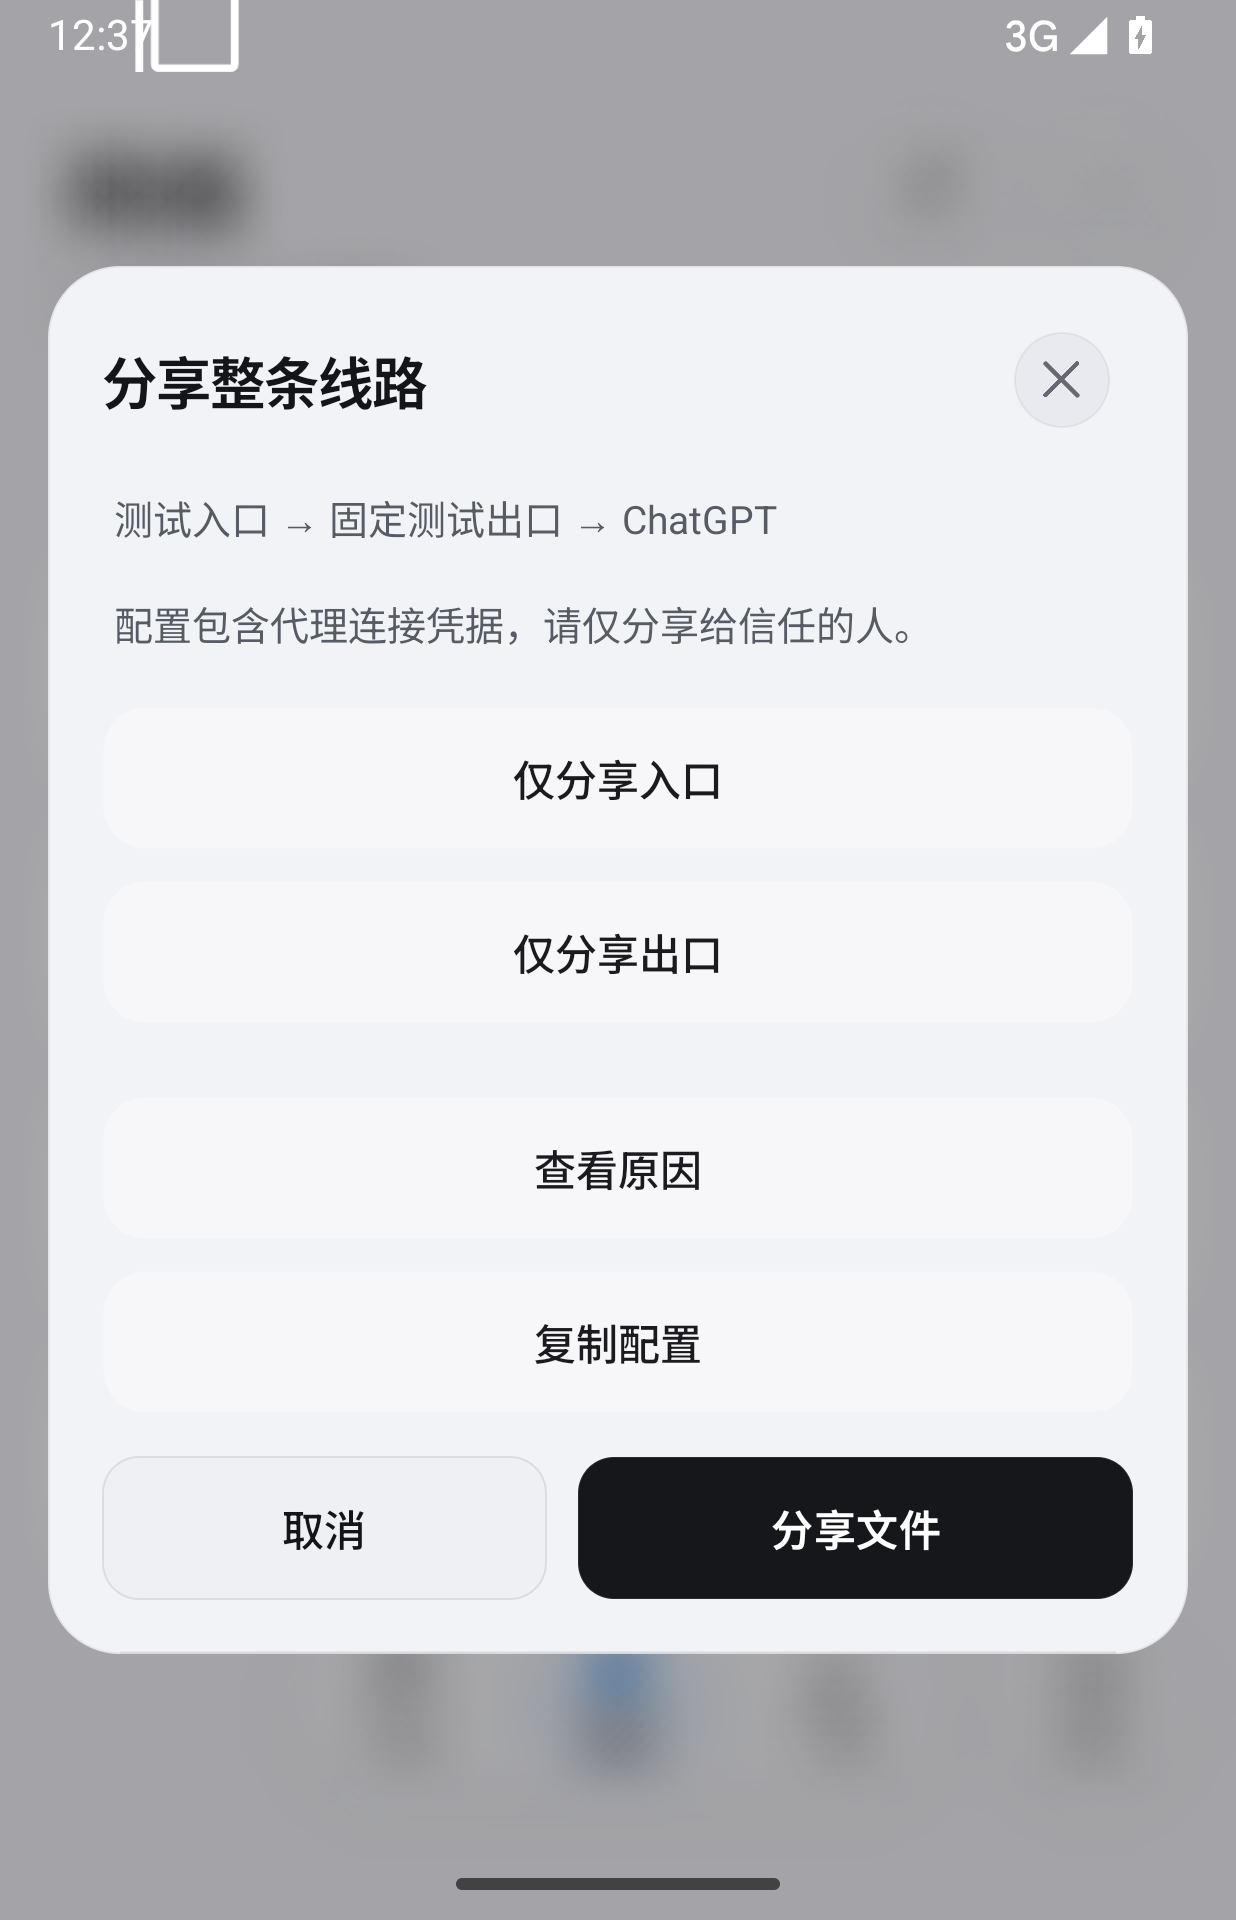 12:37
3G
分享整条线路
测试入口 → 固定测试出口 → ChatGPT
配置包含代理连接凭据，请仅分享给信任的人。
仅分享入口
仅分享出口
查看原因
复制配置
取消
分享文件